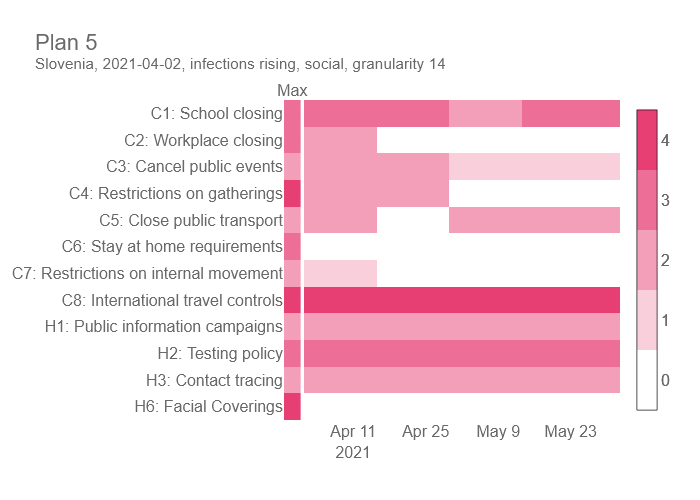 Plan 5
Slovenia, 2021-04-02, infections rising, social, granularity 14
Max
C1: School closing
C2: Workplace closing
C3: Cancel public events
C4: Restrictions on gatherings
C5: Close public transport
C6: Stay at home requirements
C7: Restrictions on internal movement
C8: International travel controls
H1: Public information campaigns
H2: Testing policy
H3: Contact tracing
H6: Facial Coverings
4
3
2
1
0
Apr 11 Apr 25 May 9 May 23
2021